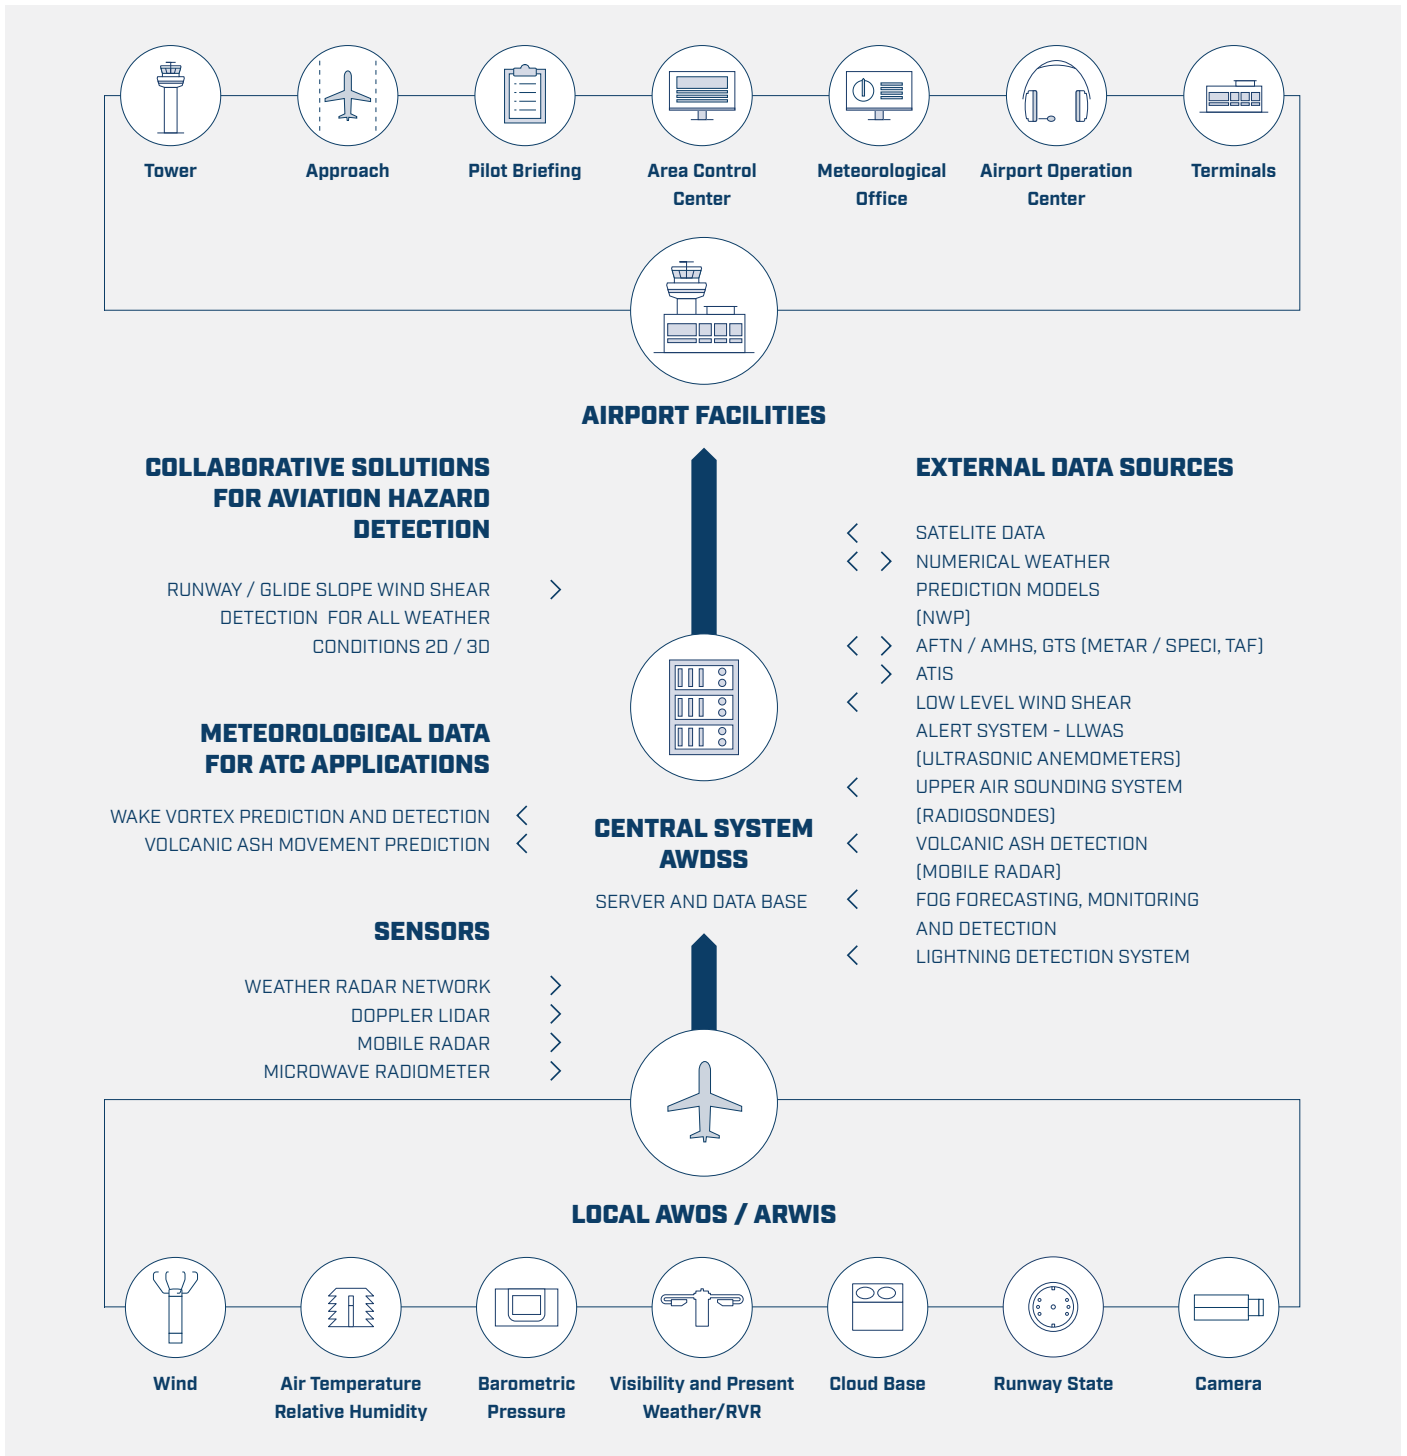 Tower
Approach
Pilot Briefing
Area Control
Center
Meteorological
Office
Airport Operation
Center
Terminals
AIRPORT FACILITIES
COLLABORATIVE SOLUTIONS
FOR AVIATION HAZARD
DETECTION
RUNWAY / GLIDE SLOPE WIND SHEAR
DETECTION FOR ALL WEATHER
CONDITIONS 2D / 3D
METEOROLOGICAL DATA
FOR ATC APPLICATIONS
WAKE VORTEX PREDICTION AND DETECTION
VOLCANIC ASH MOVEMENT PREDICTION
SENSORS
WEATHER RADAR NETWORK
DOPPLER LIDAR
MOBILE RADAR
MICROWAVE RADIOMETER
CENTRAL SYSTEM
AWDSS
SERVER AND DATA BASE
EXTERNAL DATA SOURCES
SATELITE DATA
NUMERICAL WEATHER
PREDICTION MODELS
(NWP)
AFTN / AMHS, GTS (METAR / SPECI, TAF)
ATIS
LOW LEVEL WIND SHEAR
ALERT SYSTEM - LLWAS
(ULTRASONIC ANEMOMETERS)
UPPER AIR SOUNDING SYSTEM
(RADIOSONDES)
VOLCANIC ASH DETECTION
(MOBILE RADAR)
FOG FORECASTING, MONITORING
AND DETECTION
LIGHTNING DETECTION SYSTEM
LOCAL AWOS / ARWIS
Wind
Air Temperature
Relative Humidity
Barometric
Pressure
Visibility and Present
Weather/RVR
Cloud Base
Runway State
Camera